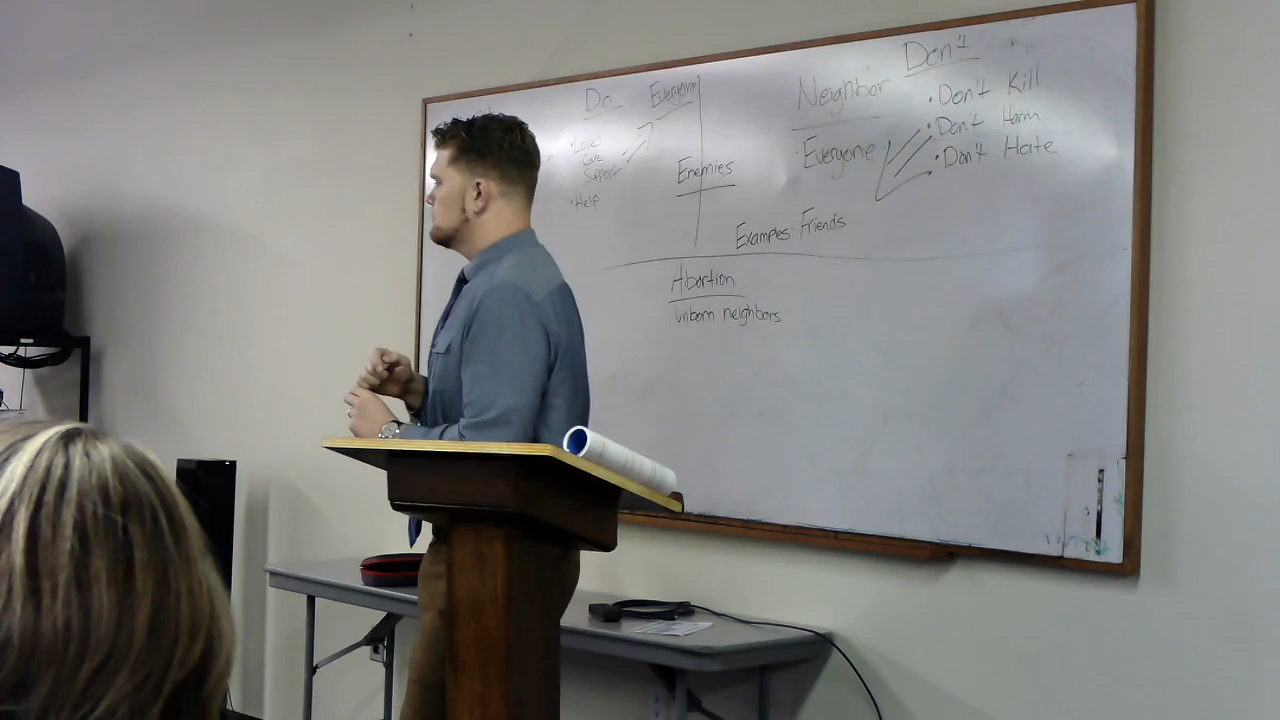 Do
Everyone
• Love
Care
Support
• Help
Enemies
Neighbor
• Everyone
Don't
• Don't Kill
• Don't Harm
• Don't Hate
Examples: Friends
Abortion
unborn neighbors